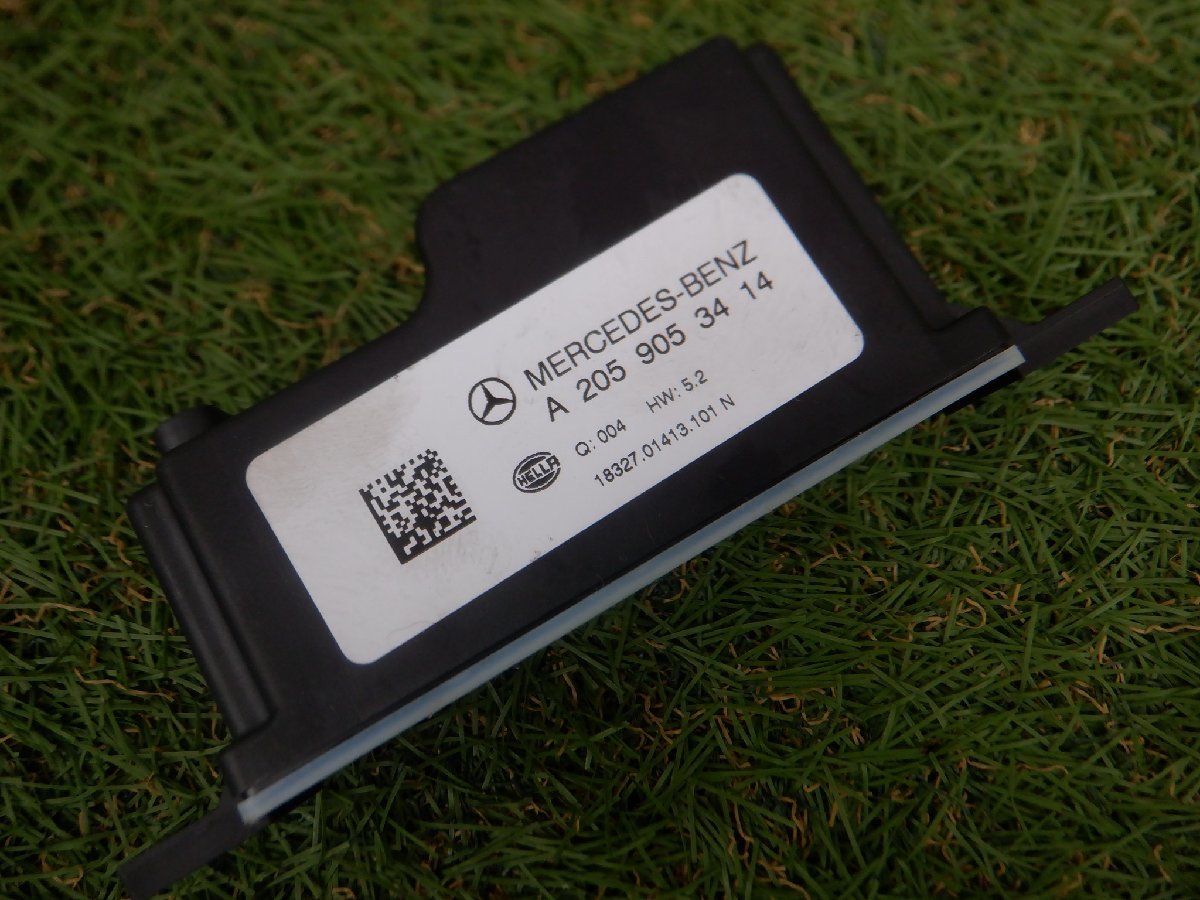 MERCEDES-BENZ
A 205 905 34 14
Q: 004 HW: 5.2
HELLA
18327.01413.101 N